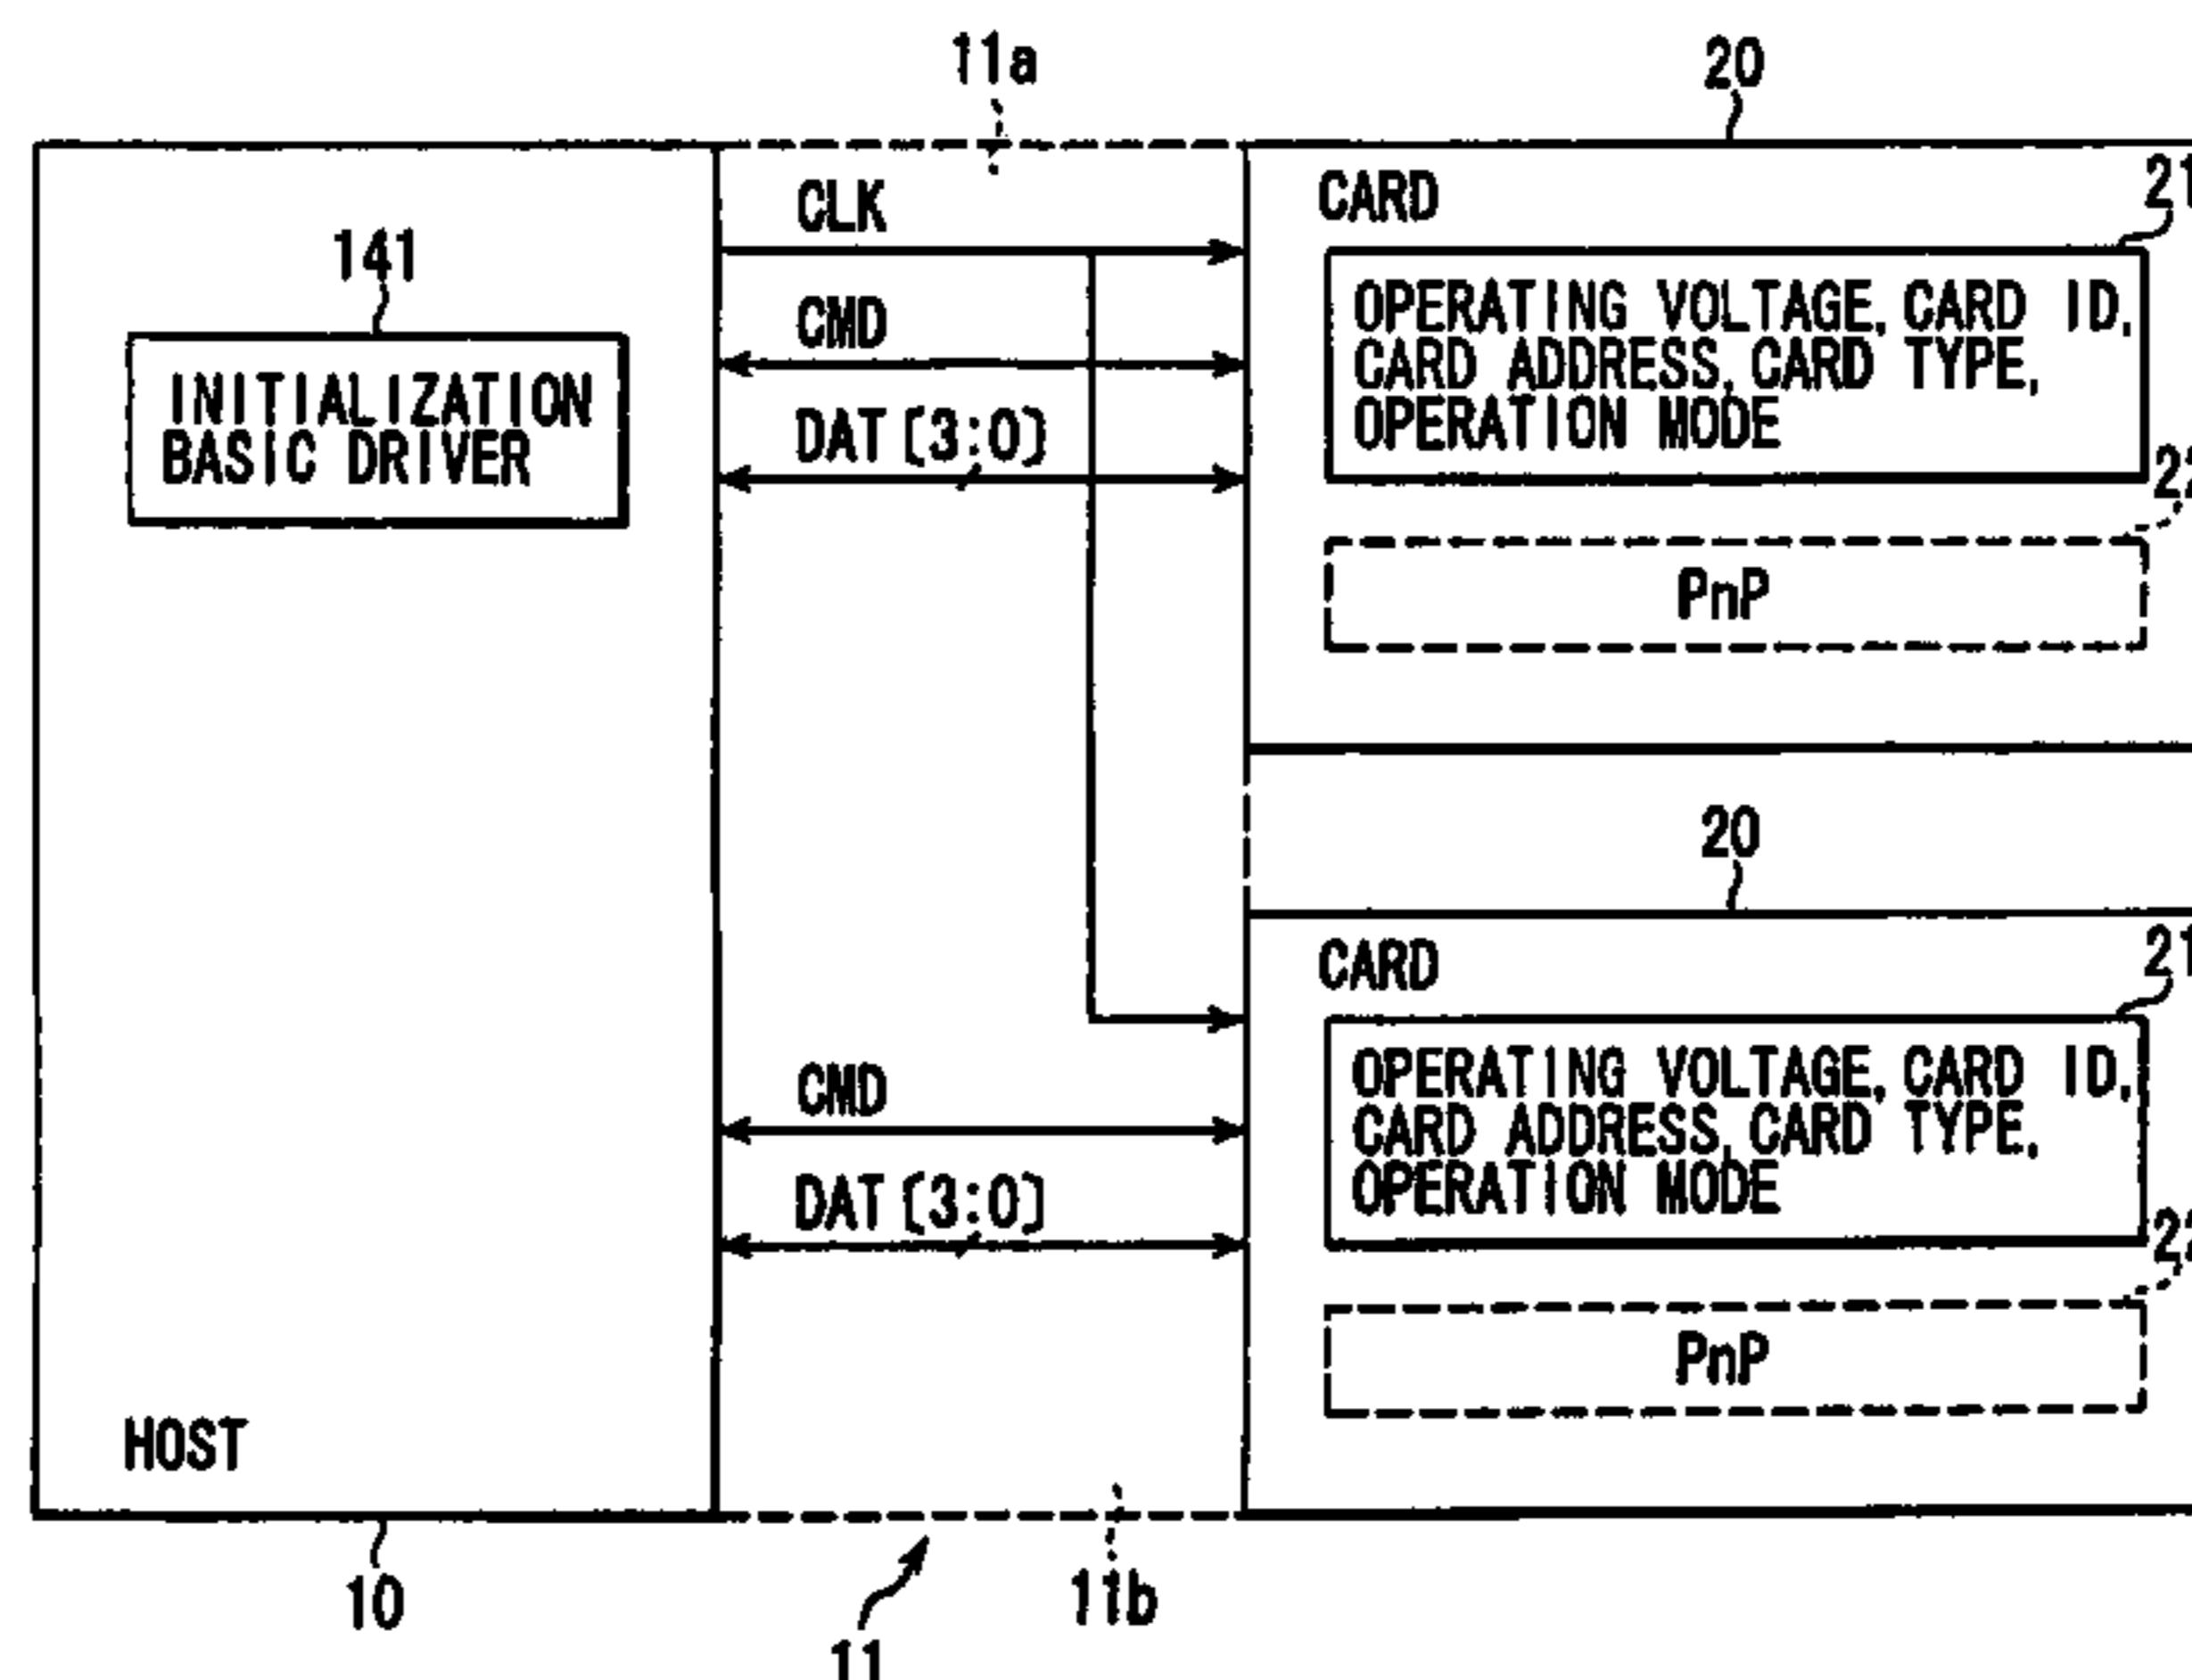 11a
20
CLK
CARD
21
141
CMD
OPERATING VOLTAGE, CARD ID,
CARD ADDRESS, CARD TYPE,
OPERATION MODE
INITIALIZATION
BASIC DRIVER
DAT[3:0]
PnP
20
CARD
21
CMD
OPERATING VOLTAGE, CARD ID,
CARD ADDRESS, CARD TYPE,
OPERATION MODE
DAT[3:0]
PnP
HOST
10
11b
11